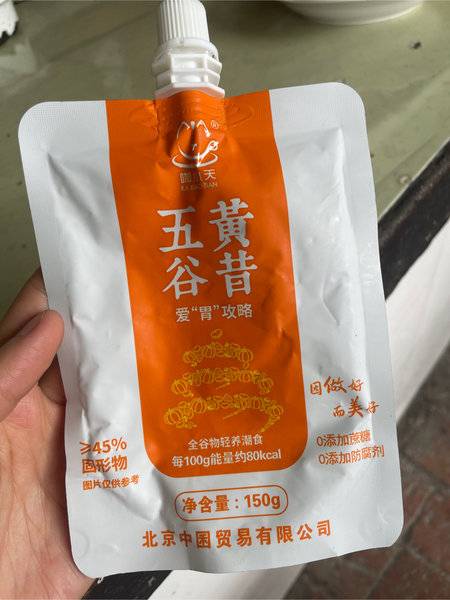 ®
五谷
黄昔
爱“胃”攻略
因做好
而美好
≥45%
固形物
图片仅供参考
全谷物轻养潮食
每100g能量约80kcal
0添加蔗糖
0添加防腐剂
净含量:150g
北京中贸易有限公司